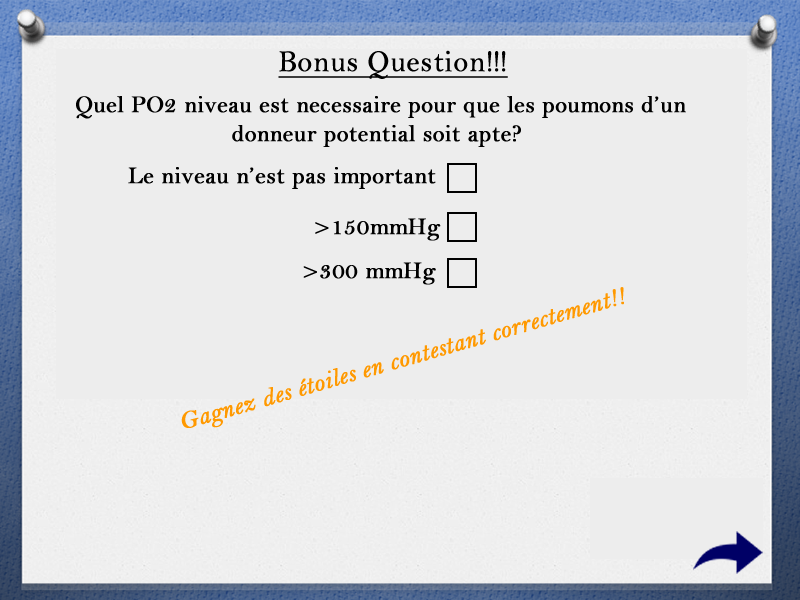 Bonus Question!!!
Quel PO2 niveau est necessaire pour que les poumons d'un
donneur potential soit apte?
Le niveau n'est pas important
>150mmHg
>300 mmHg
Gagnez des étoiles en contestant correctement!!